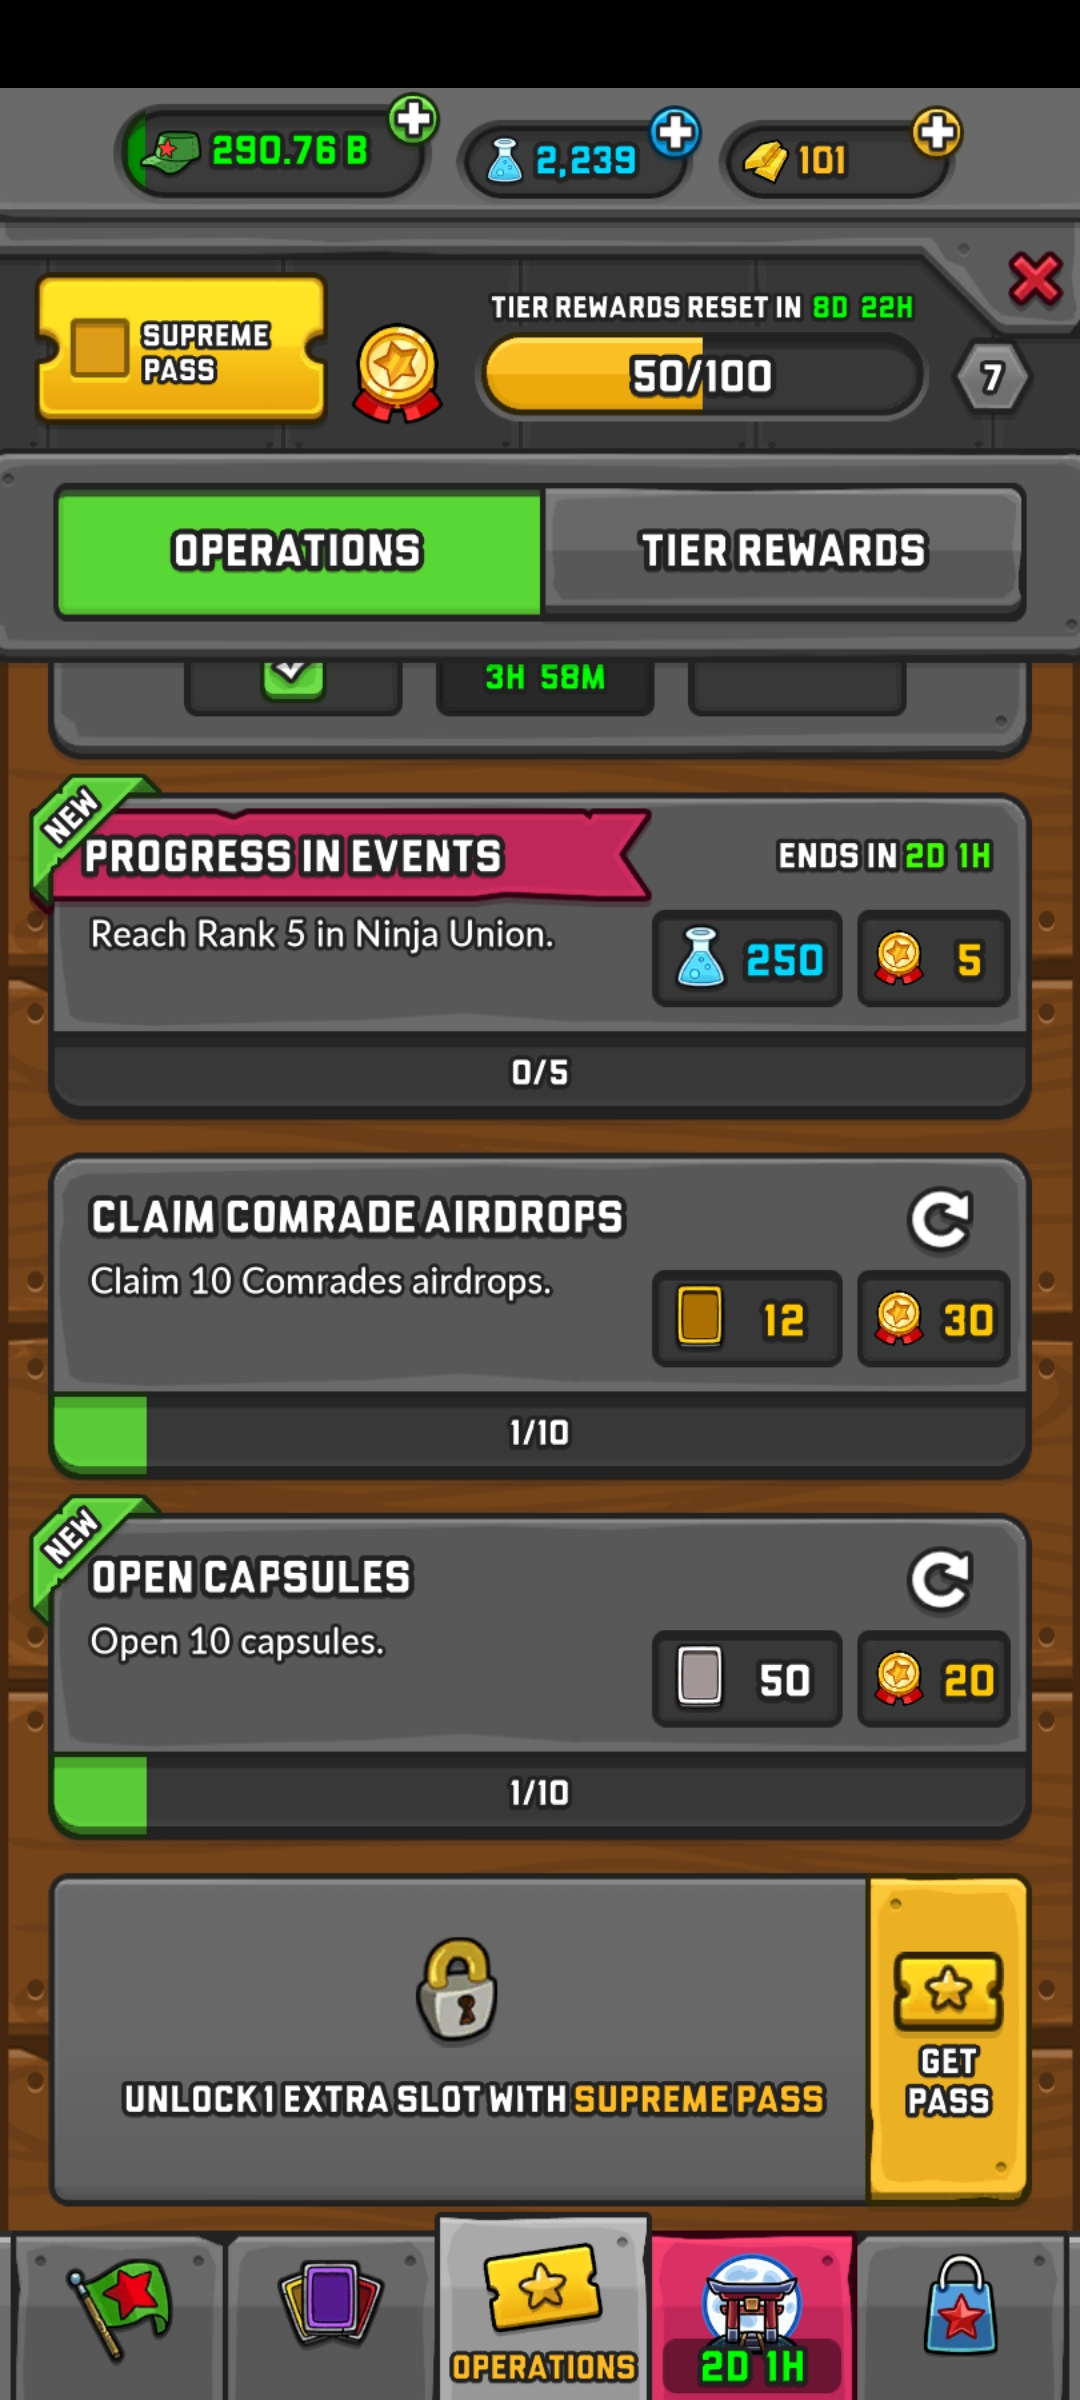 290.76 B
2,239
101
TIER REWARDS RESET IN 8D 22H
SUPREME
PASS
50/100
7
OPERATIONS
TIER REWARDS
3H 58M
NEW
PROGRESS IN EVENTS
ENDS IN 2D 1H
Reach Rank 5 in Ninja Union.
250
5
0/5
CLAIM COMRADE AIRDROPS
Claim 10 Comrades airdrops.
12
30
1/10
NEW
OPEN CAPSULES
Open 10 capsules.
50
20
1/10
UNLOCK 1 EXTRA SLOT WITH SUPREME PASS
GET
PASS
OPERATIONS
2D 1H